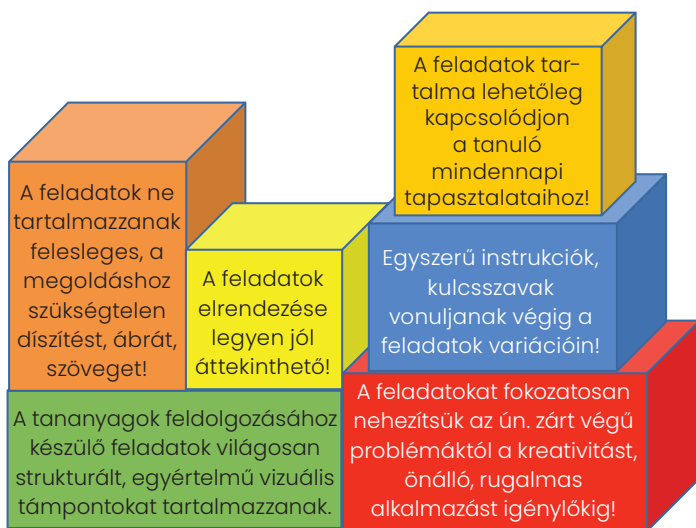 A feladatok tar-
talma lehetőleg
kapcsolódjon
a tanuló
mindennapi
tapasztalataihoz!
A feladatok ne
tartalmazzanak
felesleges, a
megoldáshoz
szükségtelen
díszítést, ábrát,
szöveget!
A feladatok
elrendezése
legyen jól
áttekinthető!
Egyszerű instrukciók,
kulcsszavak
vonuljanak végig a
feladatok variációin!
A tananyagok feldolgozásához
készülő feladatok világosan
strukturált, egyértelmű vizuális
támpontokat tartalmazzanak.
A feladatokat fokozatosan
nehezítsük az ún. zárt végű
problémáktól a kreativitást,
önálló, rugalmas
alkalmazást igénylőkig!